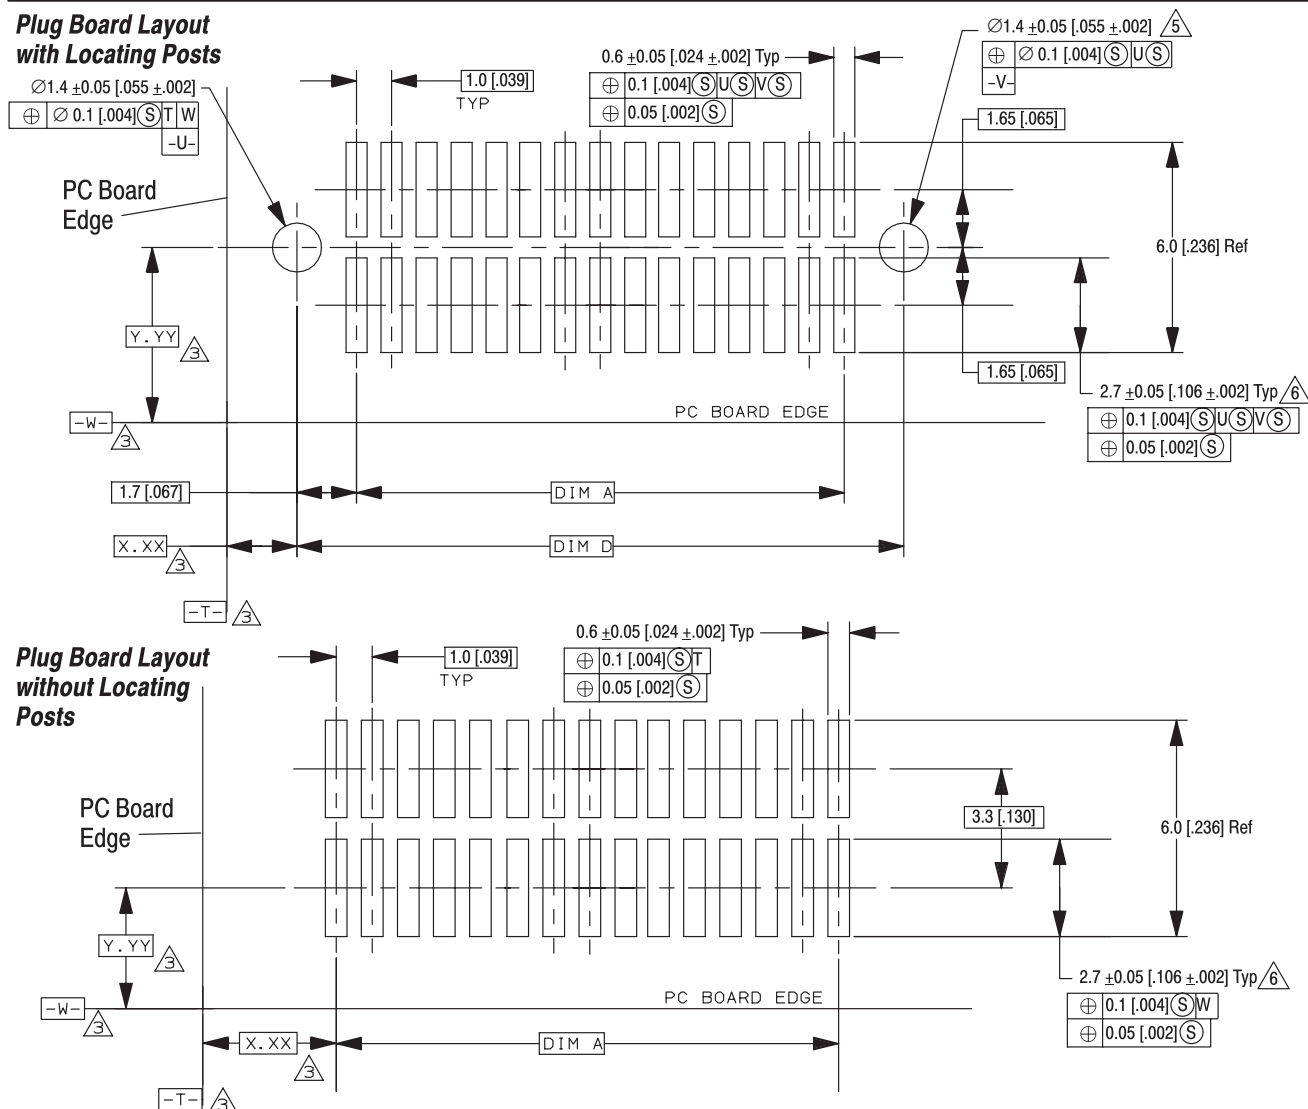 Plug Board Layout
with Locating Posts
∅1.4 ±0.05 [.055 ±.002]
⌖ ∅ 0.1 [.004] Ⓢ T W
-U-
PC Board
Edge
1.0 [.039]
TYP
0.6 ±0.05 [.024 ±.002] Typ
⌖ 0.1 [.004] Ⓢ U Ⓢ V Ⓢ
⌖ 0.05 [.002] Ⓢ
∅1.4 ±0.05 [.055 ±.002] 5
⌖ ∅ 0.1 [.004] Ⓢ U Ⓢ
-V-
1.65 [.065]
6.0 [.236] Ref
Y.YY 3
1.65 [.065]
2.7 ±0.05 [.106 ±.002] Typ 6
⌖ 0.1 [.004] Ⓢ U Ⓢ V Ⓢ
⌖ 0.05 [.002] Ⓢ
PC BOARD EDGE
-W- 3
1.7 [.067]
DIM A
X.XX 3
DIM D
-T- 3
Plug Board Layout
without Locating
Posts
1.0 [.039]
TYP
0.6 ±0.05 [.024 ±.002] Typ
⌖ 0.1 [.004] Ⓢ T
⌖ 0.05 [.002] Ⓢ
PC Board
Edge
3.3 [.130]
6.0 [.236] Ref
Y.YY 3
2.7 ±0.05 [.106 ±.002] Typ 6
⌖ 0.1 [.004] Ⓢ W
⌖ 0.05 [.002] Ⓢ
PC BOARD EDGE
-W- 3
X.XX 3
DIM A
-T- 3